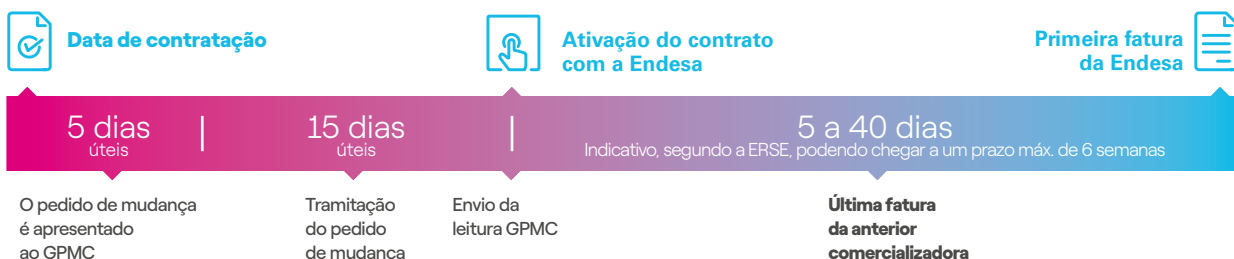 Data de contratação
Ativação do contrato
com a Endesa
Primeira fatura
da Endesa
5 dias
úteis
15 dias
úteis
5 a 40 dias
Indicativo, segundo a ERSE, podendo chegar a um prazo máx. de 6 semanas
O pedido de mudança
é apresentado
ao GPMC
Tramitação
do pedido
de mudança
Envio da
leitura GPMC
Última fatura
da anterior
comercializadora